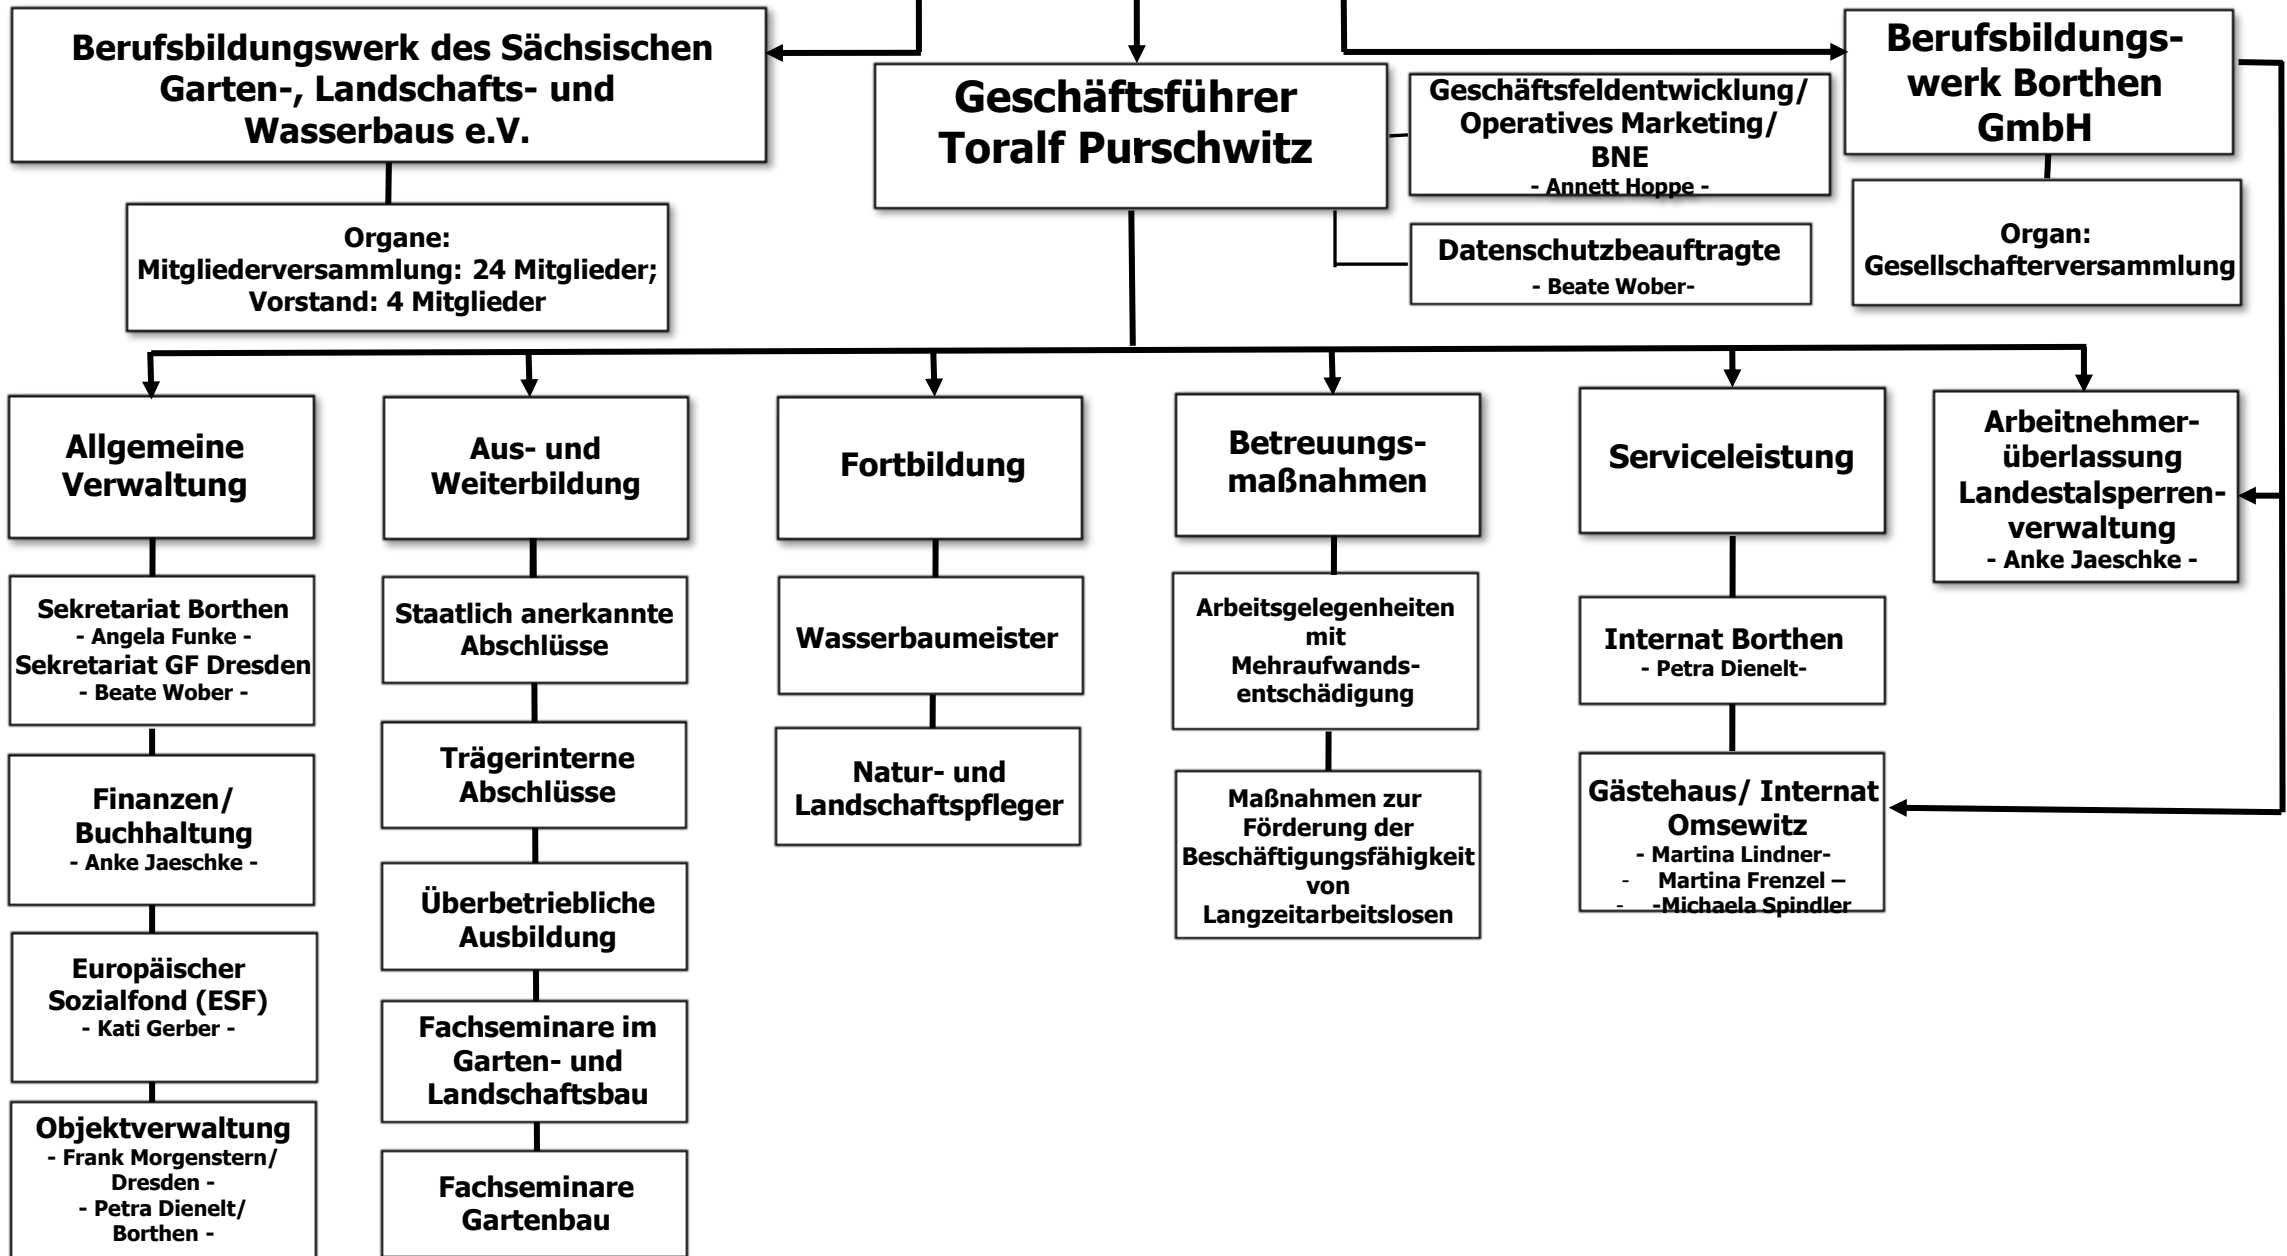 Berufsbildungswerk des Sächsischen
Garten-, Landschafts- und
Wasserbaus e.V.
Organe:
Mitgliederversammlung: 24 Mitglieder;
Vorstand: 4 Mitglieder
Geschäftsführer
Toralf Purschwitz
Geschäftsfeldentwicklung/
Operatives Marketing/
BNE
- Annett Hoppe -
Datenschutzbeauftragte
- Beate Wober-
Berufsbildungs-
werk Borthen
GmbH
Organ:
Gesellschafterversammlung
Allgemeine
Verwaltung
Sekretariat Borthen
- Angela Funke -
Sekretariat GF Dresden
- Beate Wober -
Finanzen/
Buchhaltung
- Anke Jaeschke -
Europäischer
Sozialfond (ESF)
- Kati Gerber -
Objektverwaltung
- Frank Morgenstern/
Dresden -
- Petra Dienelt/
Borthen -
Aus- und
Weiterbildung
Staatlich anerkannte
Abschlüsse
Trägerinterne
Abschlüsse
Überbetriebliche
Ausbildung
Fachseminare im
Garten- und
Landschaftsbau
Fachseminare
Gartenbau
Fortbildung
Wasserbaumeister
Natur- und
Landschaftspfleger
Betreuungs-
maßnahmen
Arbeitsgelegenheiten
mit
Mehraufwands-
entschädigung
Maßnahmen zur
Förderung der
Beschäftigungsfähigkeit
von
Langzeitarbeitslosen
Serviceleistung
Internat Borthen
- Petra Dienelt-
Gästehaus/ Internat
Omsewitz
- Martina Lindner-
- Martina Frenzel –
- -Michaela Spindler
Arbeitnehmer-
überlassung
Landestalsperren-
verwaltung
- Anke Jaeschke -